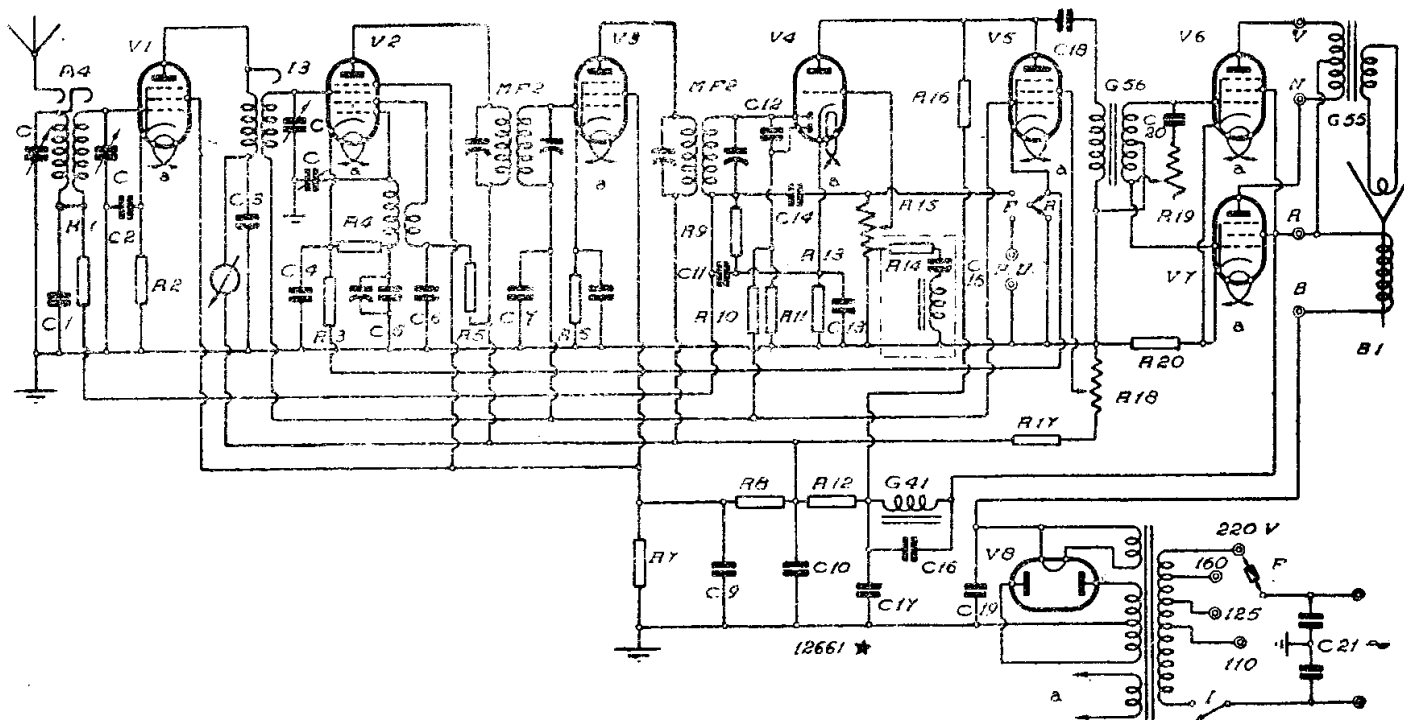 V1
V2
V3
V4
V5
C18
V6
V
A4
13
MF2
MF2
C12
R16
G56
N
G55
C
C
C
C
C20
a
a
a
a
a
a
C3
C2
R2
R4
R9
C14
R15
F
R
R19
R
V7
C4
C11
R13
R14
C15
P.U.
C1
R3
C5
C6
R5
C7
R6
R10
R11
C13
R20
B
B1
R18
R17
R8
R12
G41
R7
C9
C10
C16
C17
C19
V8
220 V
160
F
125
110
C21 ~
12661 ★
a
I